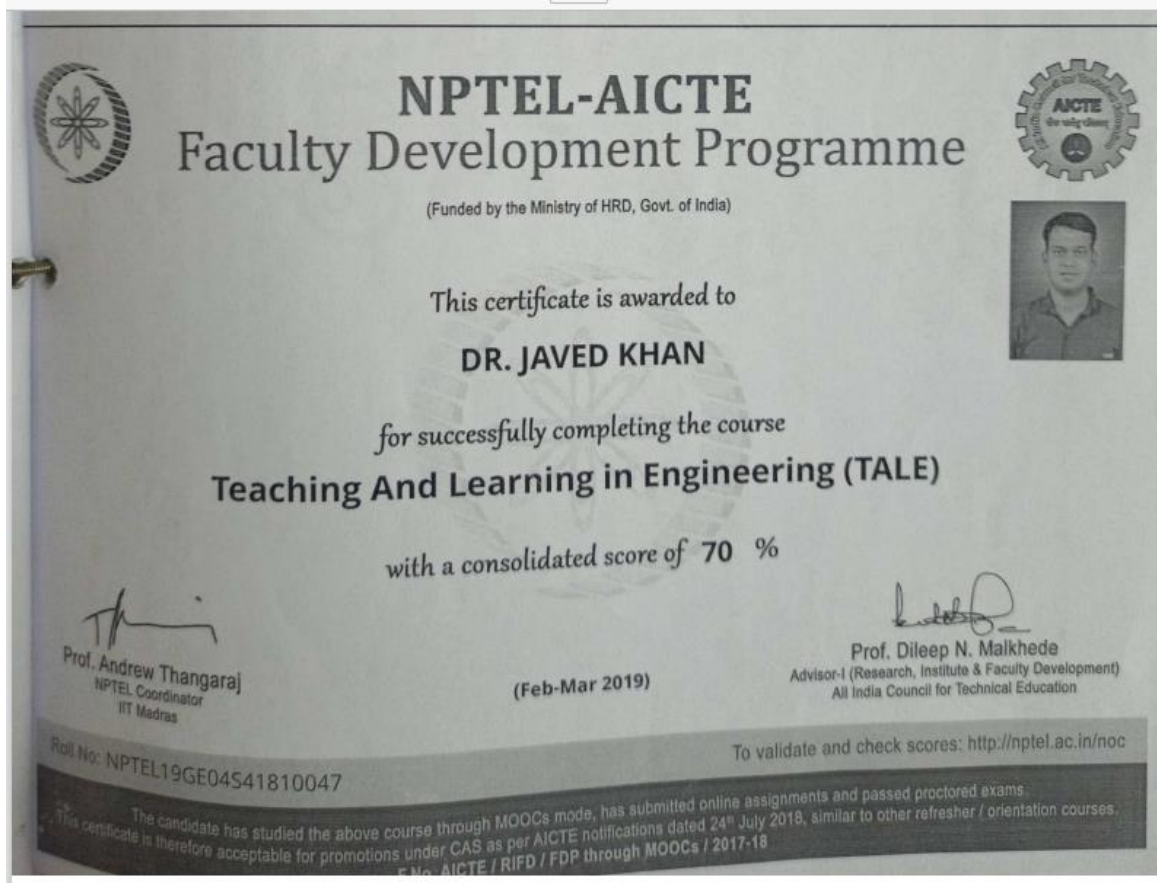 NPTEL-AICTE
Faculty Development Programme
(Funded by the Ministry of HRD, Govt. of India)
AICTE
This certificate is awarded to
DR. JAVED KHAN
for successfully completing the course
Teaching And Learning in Engineering (TALE)
with a consolidated score of 70 %
Prof. Andrew Thangaraj
NPTEL Coordinator
IIT Madras
(Feb-Mar 2019)
Prof. Dileep N. Malkhede
Advisor-I (Research, Institute & Faculty Development)
All India Council for Technical Education
Roll No: NPTEL19GE04S41810047
To validate and check scores: http://nptel.ac.in/noc
The candidate has studied the above course through MOOCs mode, has submitted online assignments and passed proctored exams.
This certificate is therefore acceptable for promotions under CAS as per AICTE notifications dated 24th July 2018, similar to other refresher / orientation courses.
F.No. AICTE / RIFD / FDP through MOOCs / 2017-18